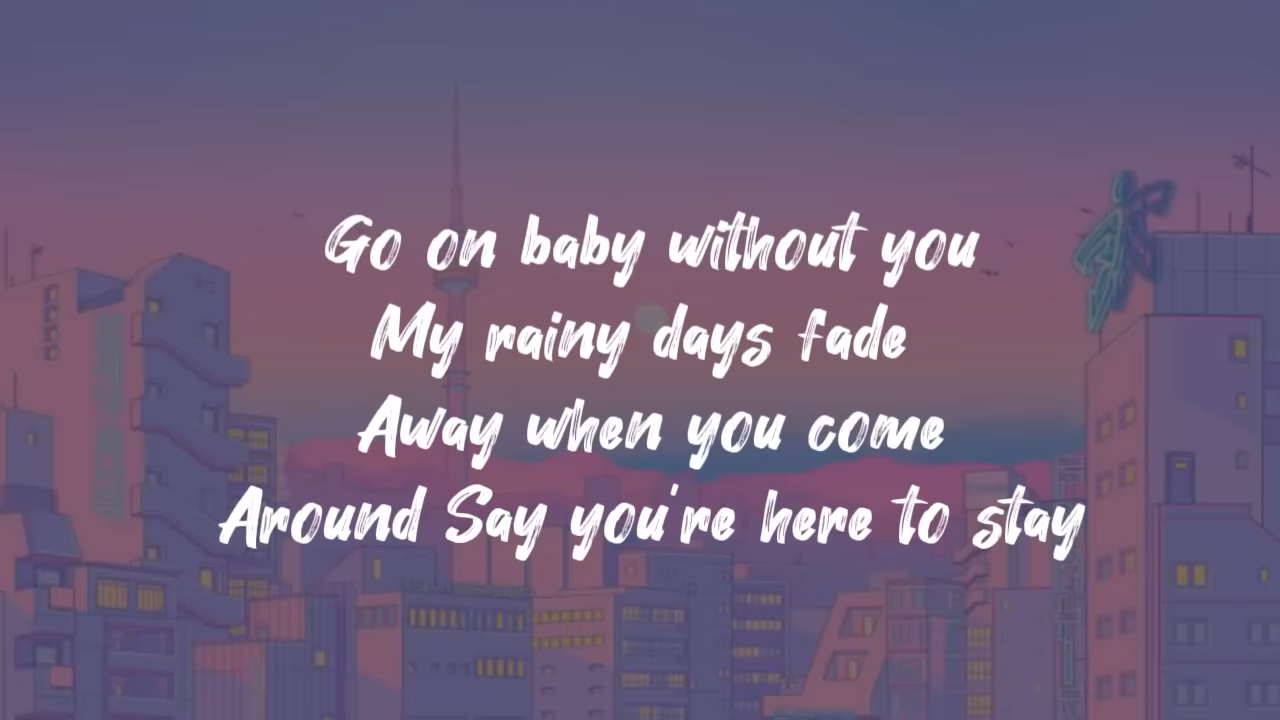 Go on baby without you
My rainy days fade
Away when you come
Around Say you're here to stay